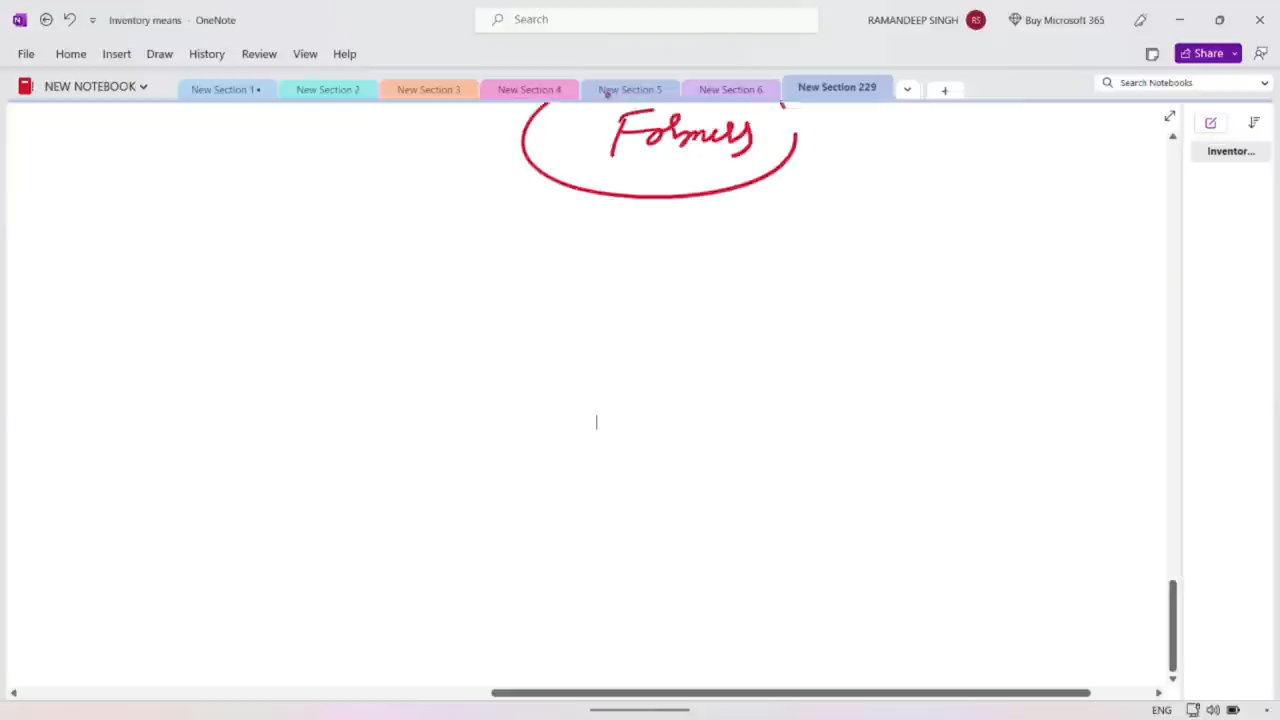 Inventory means - OneNote
Search
RAMANDEEP SINGH RS
Buy Microsoft 365
File Home Insert Draw History Review View Help
Share
NEW NOTEBOOK
New Section 1 • New Section 2 New Section 3 New Section 4 New Section 5 New Section 6 New Section 229
Search Notebooks
Inventor...
ENG